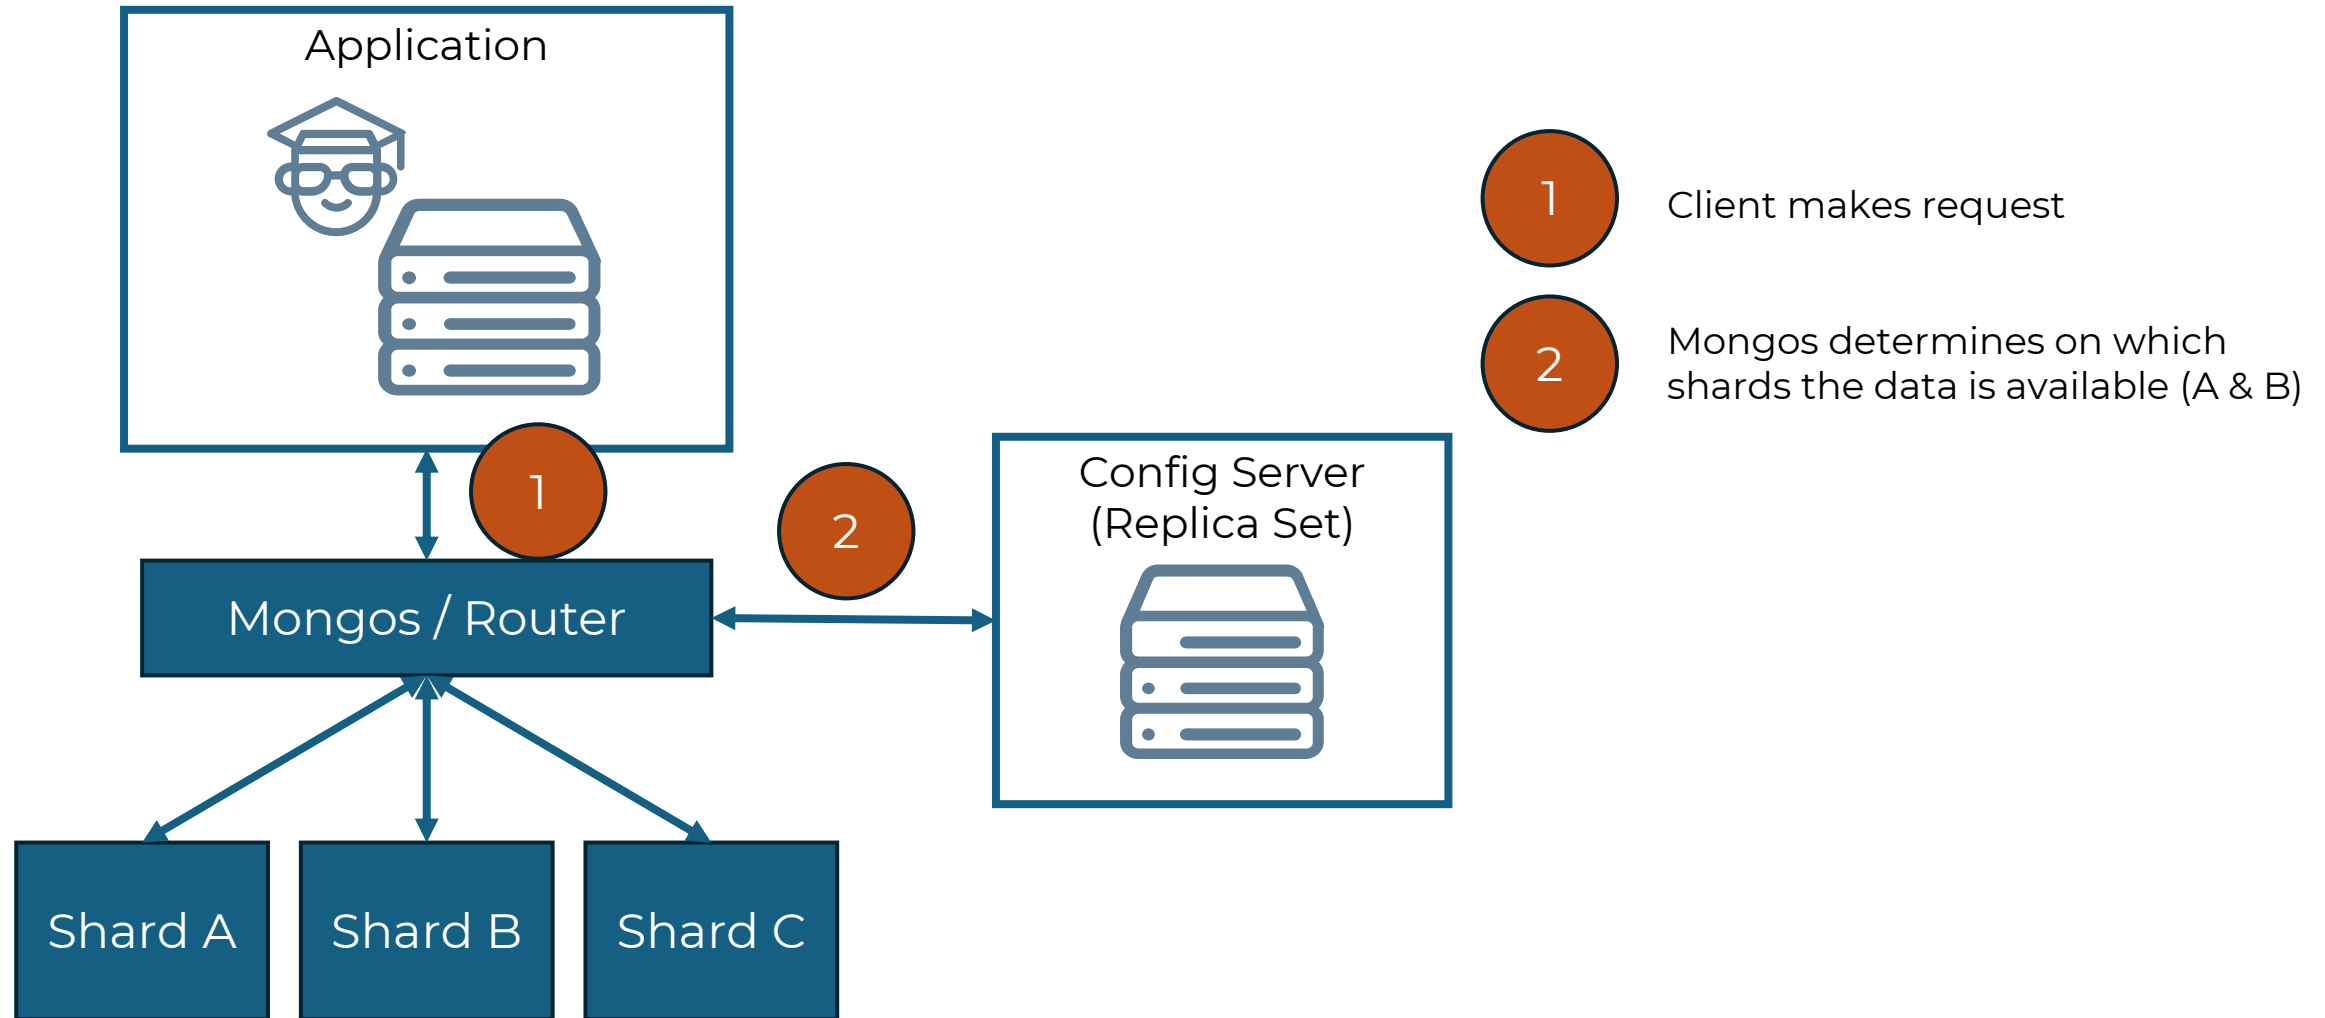 Application
1
Client makes request
2
Mongos determines on which
shards the data is available (A & B)
1
2
Config Server
(Replica Set)
Mongos / Router
Shard A
Shard B
Shard C